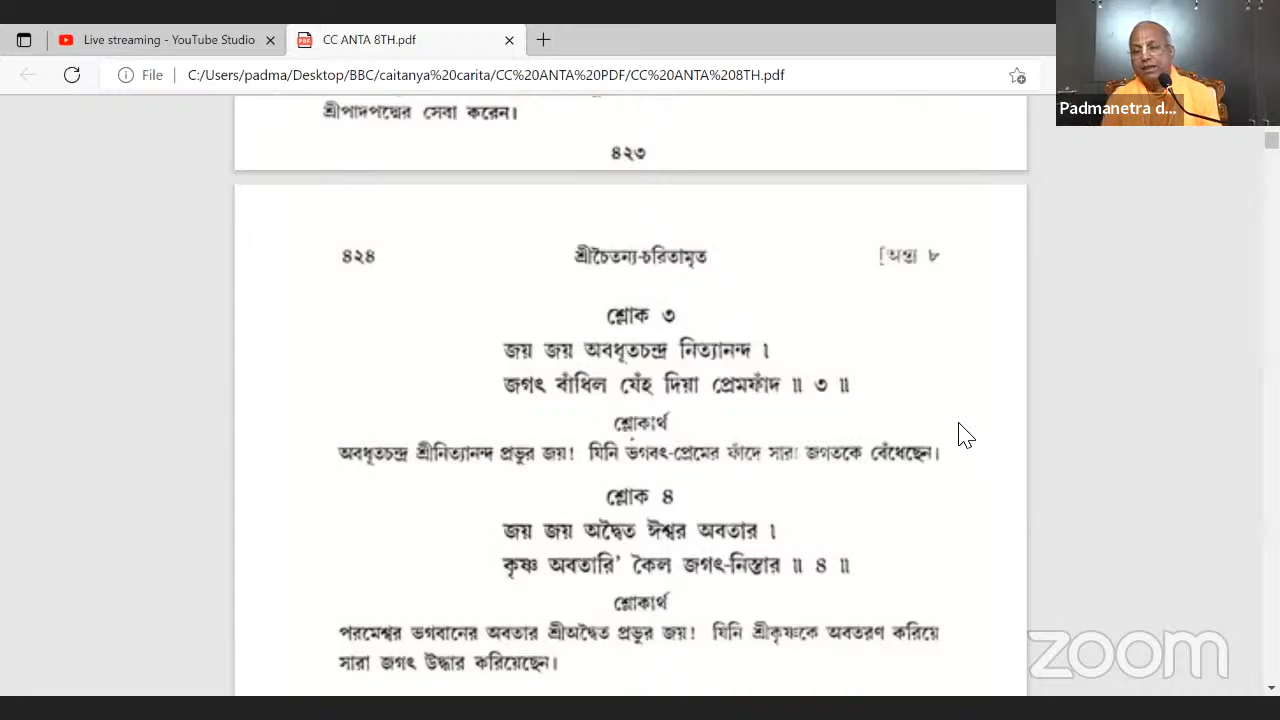 Live streaming - YouTube Studio
CC ANTA 8TH.pdf
File
C:/Users/padma/Desktop/BBC/caitanya%20carita/CC%20ANTA%20PDF/CC%20ANTA%208TH.pdf
Padmanetra d...
শ্রীপাদপদ্মের সেবা করেন।
৪২৩
৪২৪ শ্রীচৈতন্য-চরিতামৃত [অন্ত্য ৮
শ্লোক ৩
জয় জয় অবধূতচন্দ্র নিত্যানন্দ ।
জগৎ বাঁধিল যেঁহ দিয়া প্রেমফাঁদ ॥ ৩ ॥
শ্লোকার্থ
অবধূতচন্দ্র শ্রীনিত্যানন্দ প্রভুর জয়! যিনি ভগবৎ-প্রেমের ফাঁদে সারা জগতকে বেঁধেছেন।
শ্লোক ৪
জয় জয় অদ্বৈত ঈশ্বর অবতার ।
কৃষ্ণ অবতারি' কৈল জগৎ-নিস্তার ॥ ৪ ॥
শ্লোকার্থ
পরমেশ্বর ভগবানের অবতার শ্রীঅদ্বৈত প্রভুর জয়! যিনি শ্রীকৃষ্ণকে অবতরণ করিয়ে
সারা জগৎ উদ্ধার করিয়েছেন।
zoom